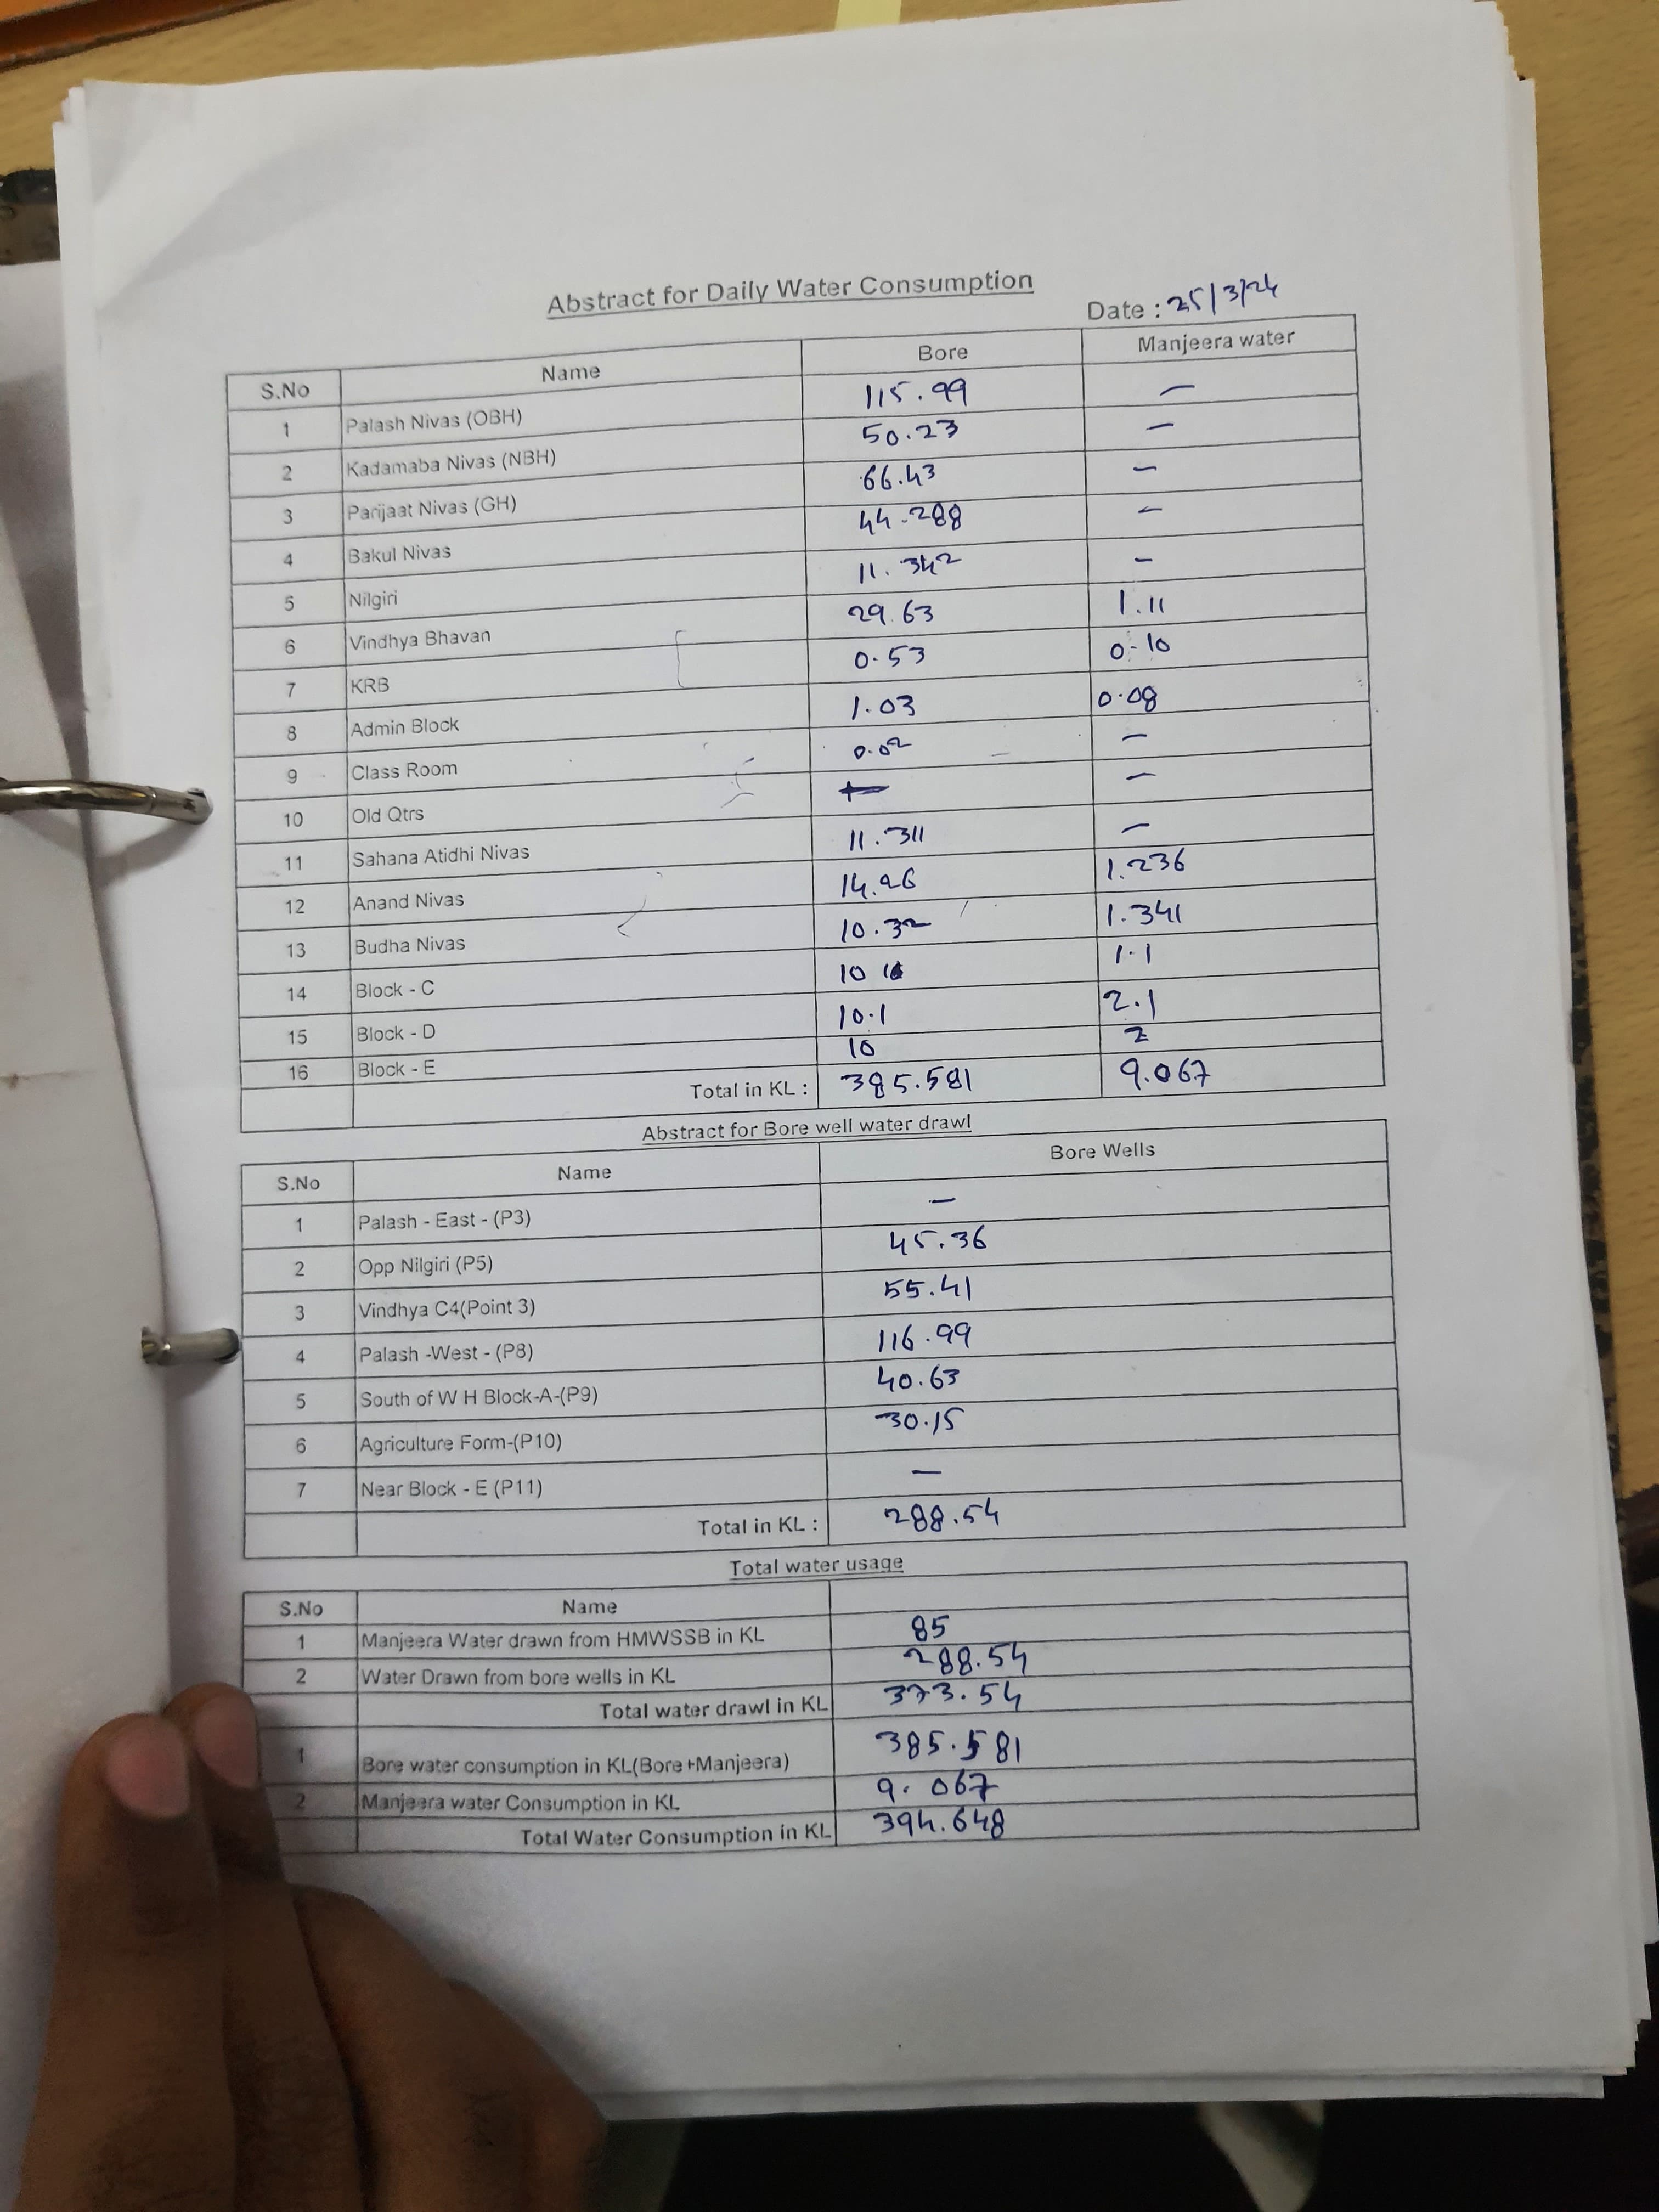 Abstract for Daily Water Consumption
Date : 25/3/24
S.No Name Bore Manjeera water
1 Palash Nivas (OBH) 115.99 —
2 Kadamaba Nivas (NBH) 50.23 —
3 Parijaat Nivas (GH) 66.43 —
4 Bakul Nivas 44.288 —
5 Nilgiri 11.342 —
6 Vindhya Bhavan 29.63 1.11
7 KRB 0.53 0.10
8 Admin Block 1.03 0.08
9 Class Room 0.02 —
10 Old Qtrs —
11 Sahana Atidhi Nivas 11.311 —
12 Anand Nivas 14.26 1.236
13 Budha Nivas 10.32 1.341
14 Block - C 10 1.1
15 Block - D 10.1 2.1
16 Block - E 10 2
Total in KL : 385.581 9.067
Abstract for Bore well water drawl
S.No Name Bore Wells
1 Palash - East - (P3) —
2 Opp Nilgiri (P5) 45.36
3 Vindhya C4(Point 3) 55.41
4 Palash -West - (P8) 116.99
5 South of W H Block-A-(P9) 40.63
6 Agriculture Form-(P10) 30.15
7 Near Block - E (P11) —
Total in KL : 288.54
Total water usage
S.No Name
1 Manjeera Water drawn from HMWSSB in KL 85
2 Water Drawn from bore wells in KL 288.54
Total water drawl in KL 373.54
1 Bore water consumption in KL(Bore+Manjeera) 385.581
2 Manjeera water Consumption in KL 9.067
Total Water Consumption in KL 394.648